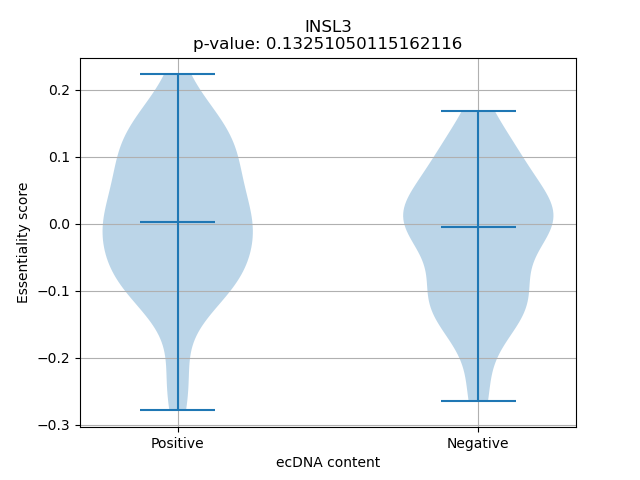 INSL3
p-value: 0.13251050115162116
Essentiality score
0.2
0.1
0.0
−0.1
−0.2
−0.3
Positive
Negative
ecDNA content